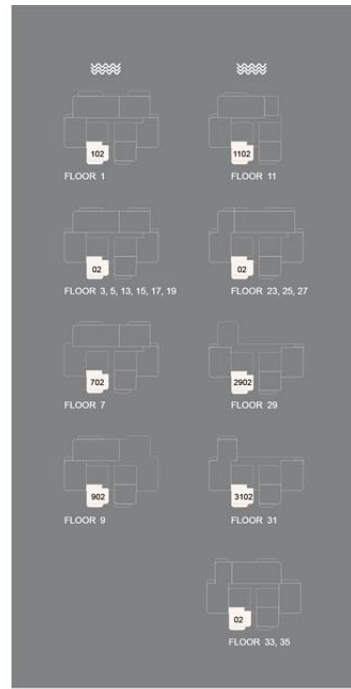 102
FLOOR 1
1102
FLOOR 11
02
FLOOR 3, 5, 13, 15, 17, 19
02
FLOOR 23, 25, 27
702
FLOOR 7
2902
FLOOR 29
902
FLOOR 9
3102
FLOOR 31
02
FLOOR 33, 35